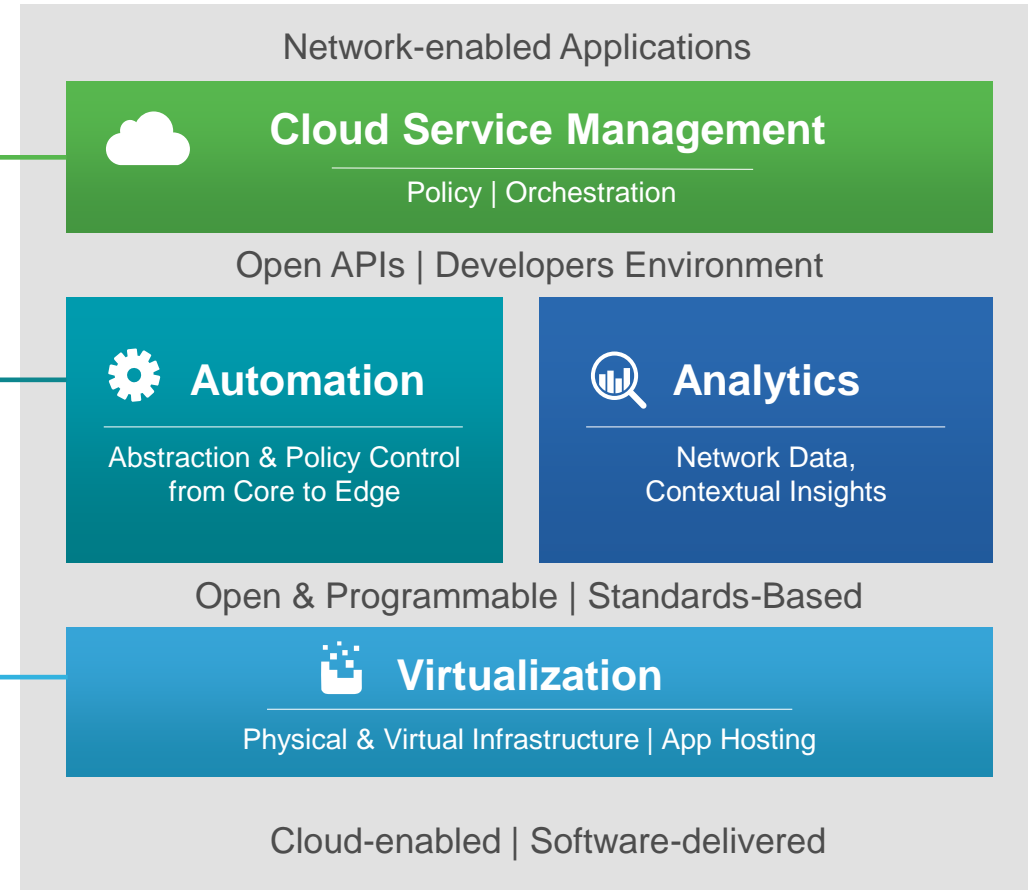 Network-enabled Applications
Cloud Service Management
Policy | Orchestration
Open APIs | Developers Environment
Automation
Abstraction & Policy Control
from Core to Edge
Analytics
Network Data,
Contextual Insights
Open & Programmable | Standards-Based
Virtualization
Physical & Virtual Infrastructure | App Hosting
Cloud-enabled | Software-delivered